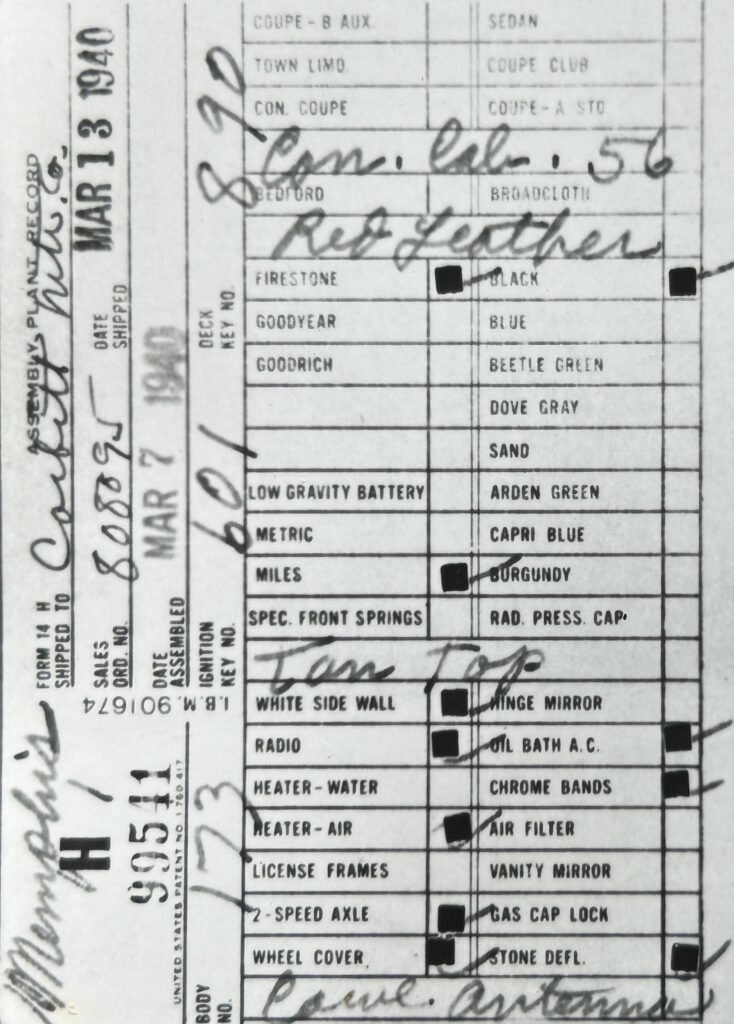 ASSEMBLY PLANT RECORD
FORM 14 H
SHIPPED TO
SALES ORD. NO. 808095
DATE SHIPPED MAR 13 1940
DATE ASSEMBLED MAR 7 1940
IGNITION KEY NO. 601
DECK KEY NO. 890
I.B.M. 901674
Memphis
H
99541
UNITED STATES PATENT NO. 1,780,417
BODY NO. 173
COUPE-B AUX. SEDAN
TOWN LIMO. COUPE CLUB
CON. COUPE COUPE-A STD
Con. Cab. 56
BEDFORD BROADCLOTH
Red Leather
FIRESTONE BLACK
GOODYEAR BLUE
GOODRICH BEETLE GREEN
DOVE GRAY
SAND
LOW GRAVITY BATTERY ARDEN GREEN
METRIC CAPRI BLUE
MILES BURGUNDY
SPEC. FRONT SPRINGS RAD. PRESS. CAP.
Tan Top
WHITE SIDE WALL HINGE MIRROR
RADIO OIL BATH A.C.
HEATER-WATER CHROME BANDS
HEATER-AIR AIR FILTER
LICENSE FRAMES VANITY MIRROR
2-SPEED AXLE GAS CAP LOCK
WHEEL COVER STONE DEFL.
Cowl. Antenna